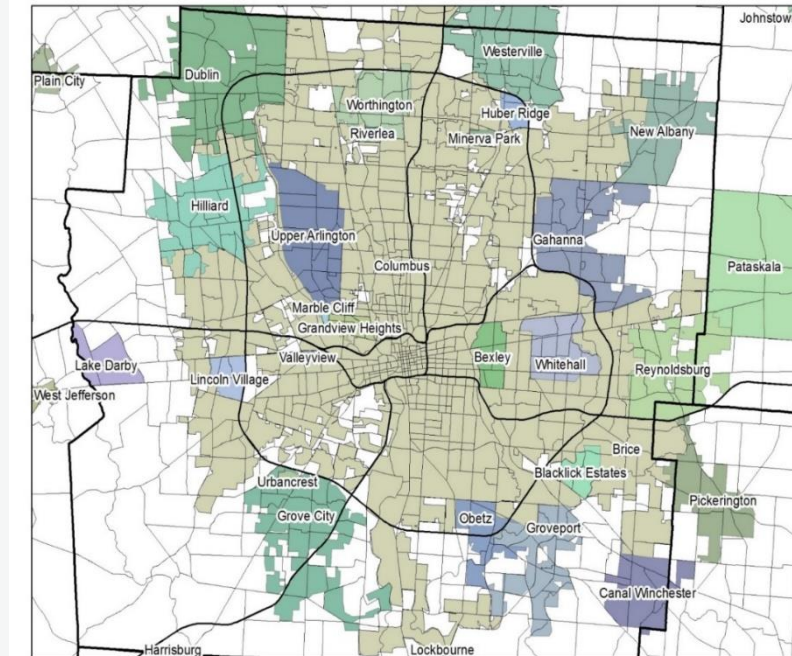 Johnstow
Westerville
Dublin
Plain City
Worthington
Huber Ridge
Riverlea
Minerva Park
New Albany
Hilliard
Upper Arlington
Gahanna
Columbus
Pataskala
Marble Cliff
Grandview Heights
Valleyview
Bexley
Whitehall
Lake Darby
Lincoln Village
Reynoldsburg
West Jefferson
Brice
Blacklick Estates
Urbancrest
Pickerington
Grove City
Obetz
Groveport
Canal Winchester
Harrisburg
Lockbourne